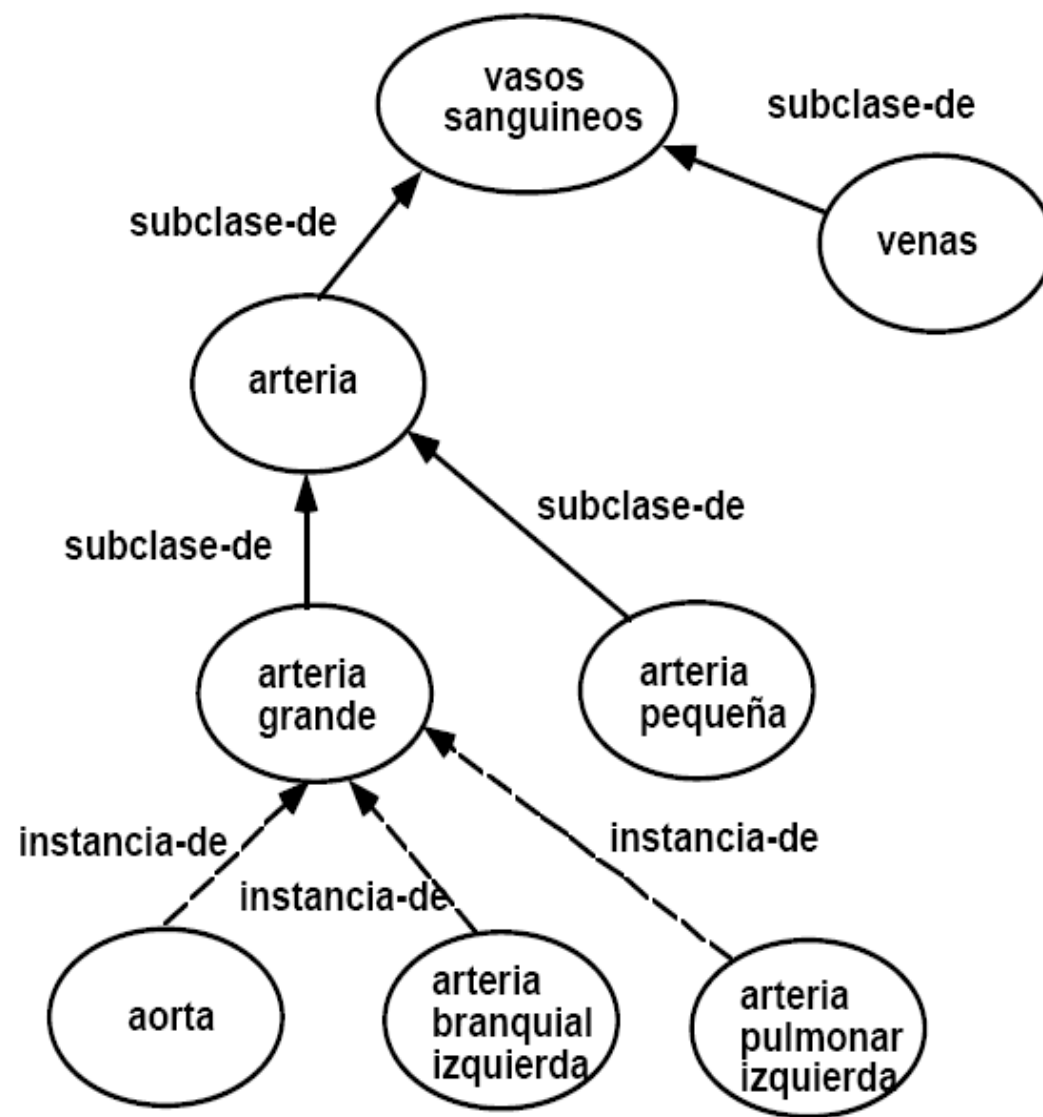 vasos
sanguineos
subclase-de
venas
subclase-de
arteria
subclase-de
subclase-de
arteria
grande
arteria
pequeña
instancia-de
instancia-de
instancia-de
aorta
arteria
branquial
izquierda
arteria
pulmonar
izquierda